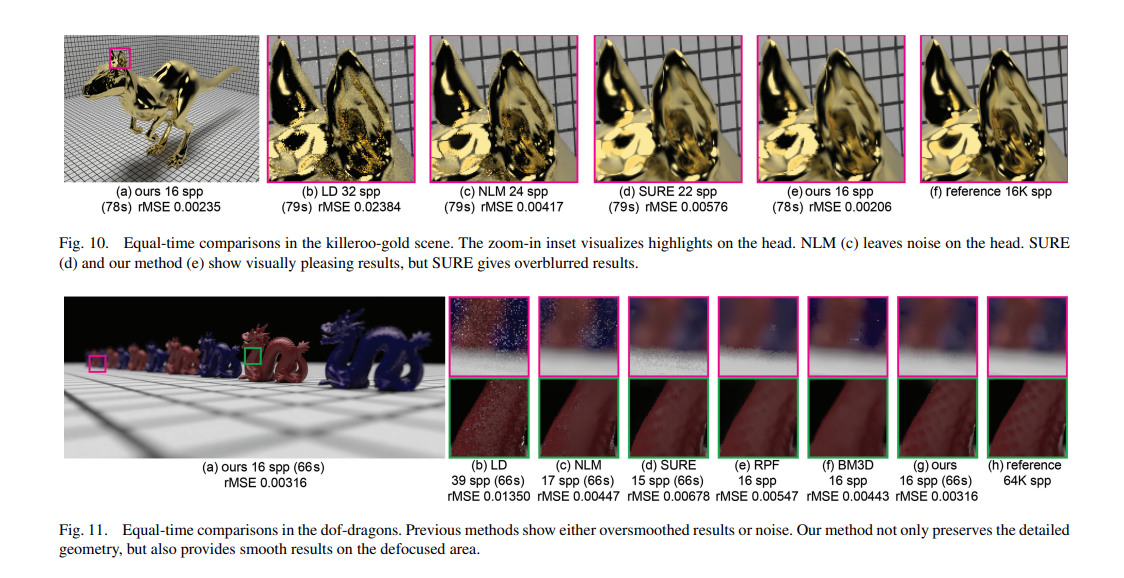 (a) ours 16 spp
(78s) rMSE 0.00235
(b) LD 32 spp
(79s) rMSE 0.02384
(c) NLM 24 spp
(79s) rMSE 0.00417
(d) SURE 22 spp
(79s) rMSE 0.00576
(e) ours 16 spp
(78s) rMSE 0.00206
(f) reference 16K spp
Fig. 10. Equal-time comparisons in the killeroo-gold scene. The zoom-in inset visualizes highlights on the head. NLM (c) leaves noise on the head. SURE
(d) and our method (e) show visually pleasing results, but SURE gives overblurred results.
(a) ours 16 spp (66s)
rMSE 0.00316
(b) LD
39 spp (66s)
rMSE 0.01350
(c) NLM
17 spp (66s)
rMSE 0.00447
(d) SURE
15 spp (66s)
rMSE 0.00678
(e) RPF
16 spp
rMSE 0.00547
(f) BM3D
16 spp
rMSE 0.00443
(g) ours
16 spp (66s)
rMSE 0.00316
(h) reference
64K spp
Fig. 11. Equal-time comparisons in the dof-dragons. Previous methods show either oversmoothed results or noise. Our method not only preserves the detailed
geometry, but also provides smooth results on the defocused area.